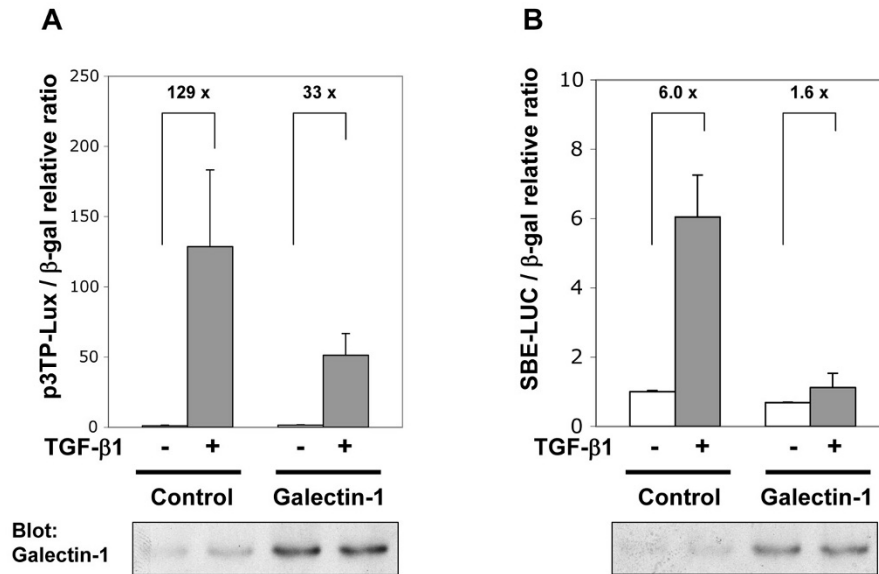 A
p3TP-Lux / β-gal relative ratio
250
200
150
100
50
0
129 x
33 x
TGF-β1
- + - +
Control Galectin-1
Blot:
Galectin-1
B
SBE-LUC / β-gal relative ratio
10
8
6
4
2
0
6.0 x
1.6 x
TGF-β1
- + - +
Control Galectin-1